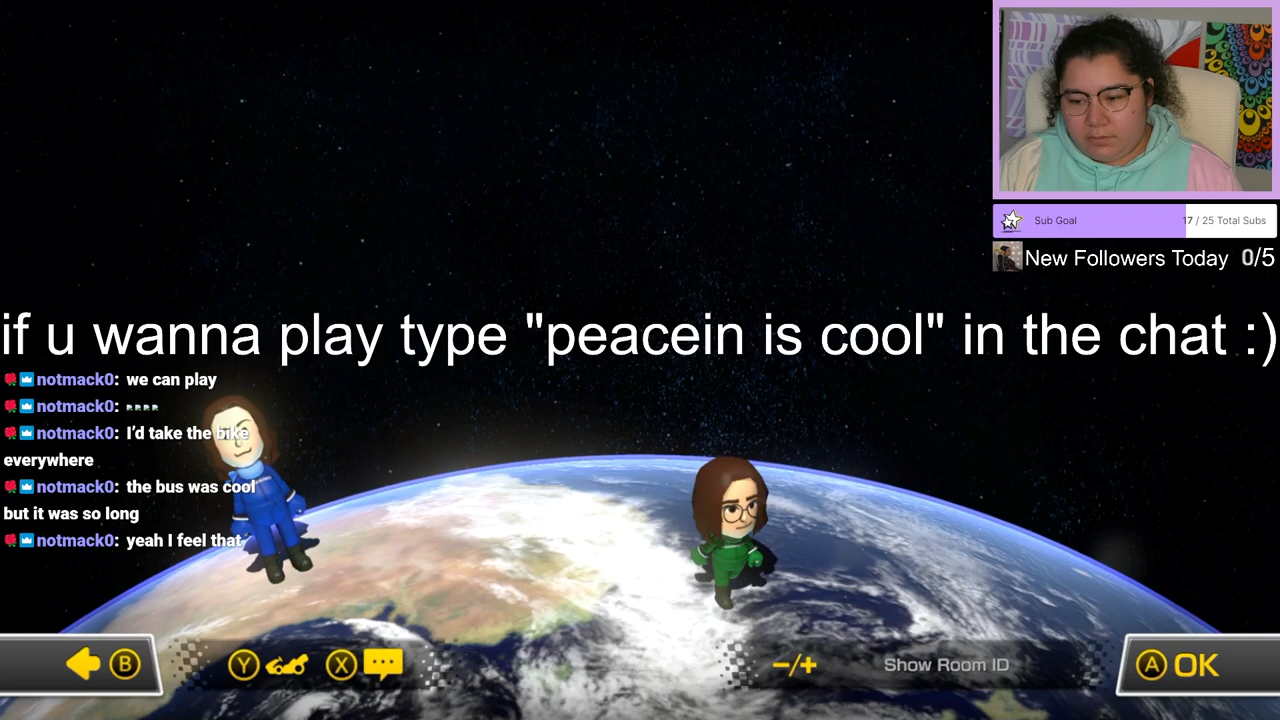 Sub Goal 17 / 25 Total Subs
New Followers Today 0/5
if u wanna play type "peacein is cool" in the chat :)
notmack0: we can play
notmack0:
notmack0: I'd take the bike
everywhere
notmack0: the bus was cool
but it was so long
notmack0: yeah I feel that
B Y X −/+ Show Room ID A OK